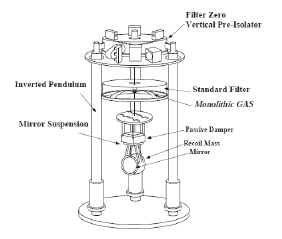 Filter Zero
Vertical Pre-Isolator
Inverted Pendulum
Standard Filter
Monolithic GAS
Mirror Suspension
Passive Damper
Recoil Mass
Mirror